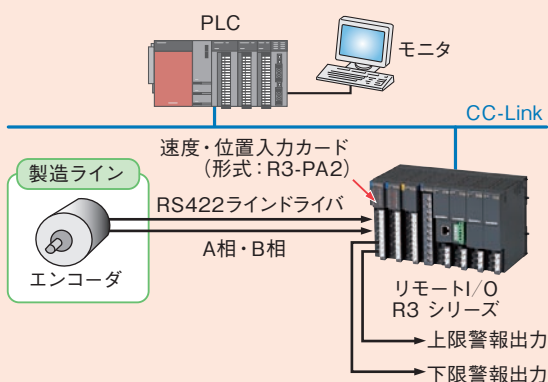 PLC
モニタ
CC-Link
速度・位置入力カード
(形式:R3-PA2)
製造ライン
RS422ラインドライバ
A相・B相
エンコーダ
リモートI/O
R3 シリーズ
上限警報出力
下限警報出力